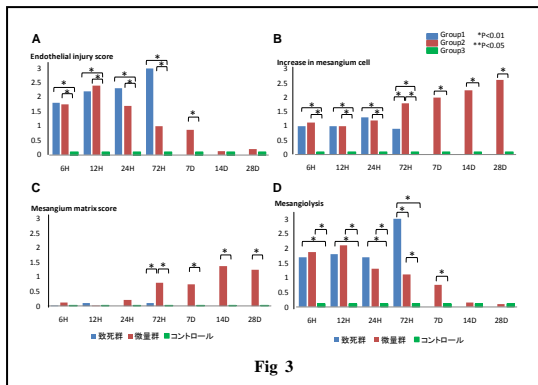 A
Endothelial injury score
3
2.5
2
1.5
1
0.5
0
* * * * * * * * *
6H 12H 24H 72H 7D 14D 28D
B
Group1 *P<0.01
Group2 **P<0.05
Group3
Increase in mesangium cell
3
2.5
2
1.5
1
0.5
0
* * * * * * * * * * * *
6H 12H 24H 72H 7D 14D 28D
C
Mesangium matrix score
3
2.5
2
1.5
1
0.5
0
* * * * *
6H 12H 24H 72H 7D 14D 28D
致死群 微量群 コントロール
D
Mesangiolysis
3
2.5
2
1.5
1
0.5
0
* * * * * * * * * *
6H 12H 24H 72H 7D 14D 28D
致死群 微量群 コントロール
Fig 3